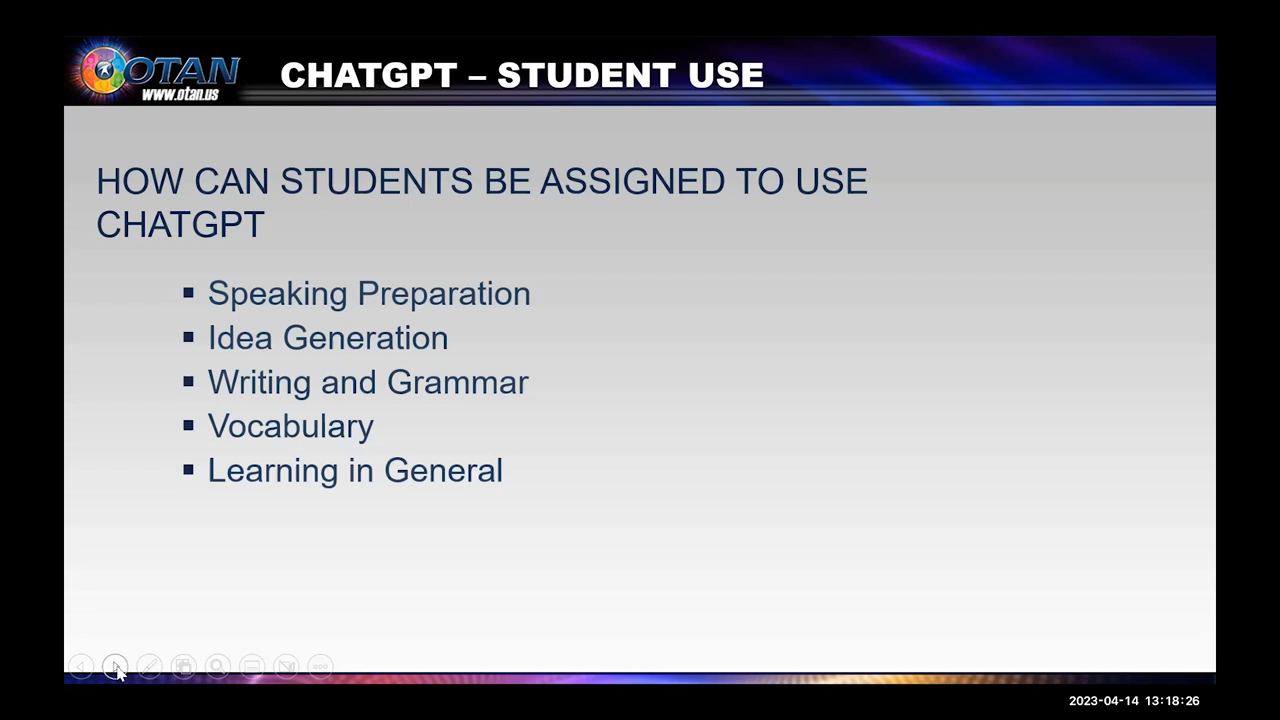 OTAN
www.otan.us
CHATGPT – STUDENT USE
HOW CAN STUDENTS BE ASSIGNED TO USE
CHATGPT
▪ Speaking Preparation
▪ Idea Generation
▪ Writing and Grammar
▪ Vocabulary
▪ Learning in General
2023-04-14 13:18:26